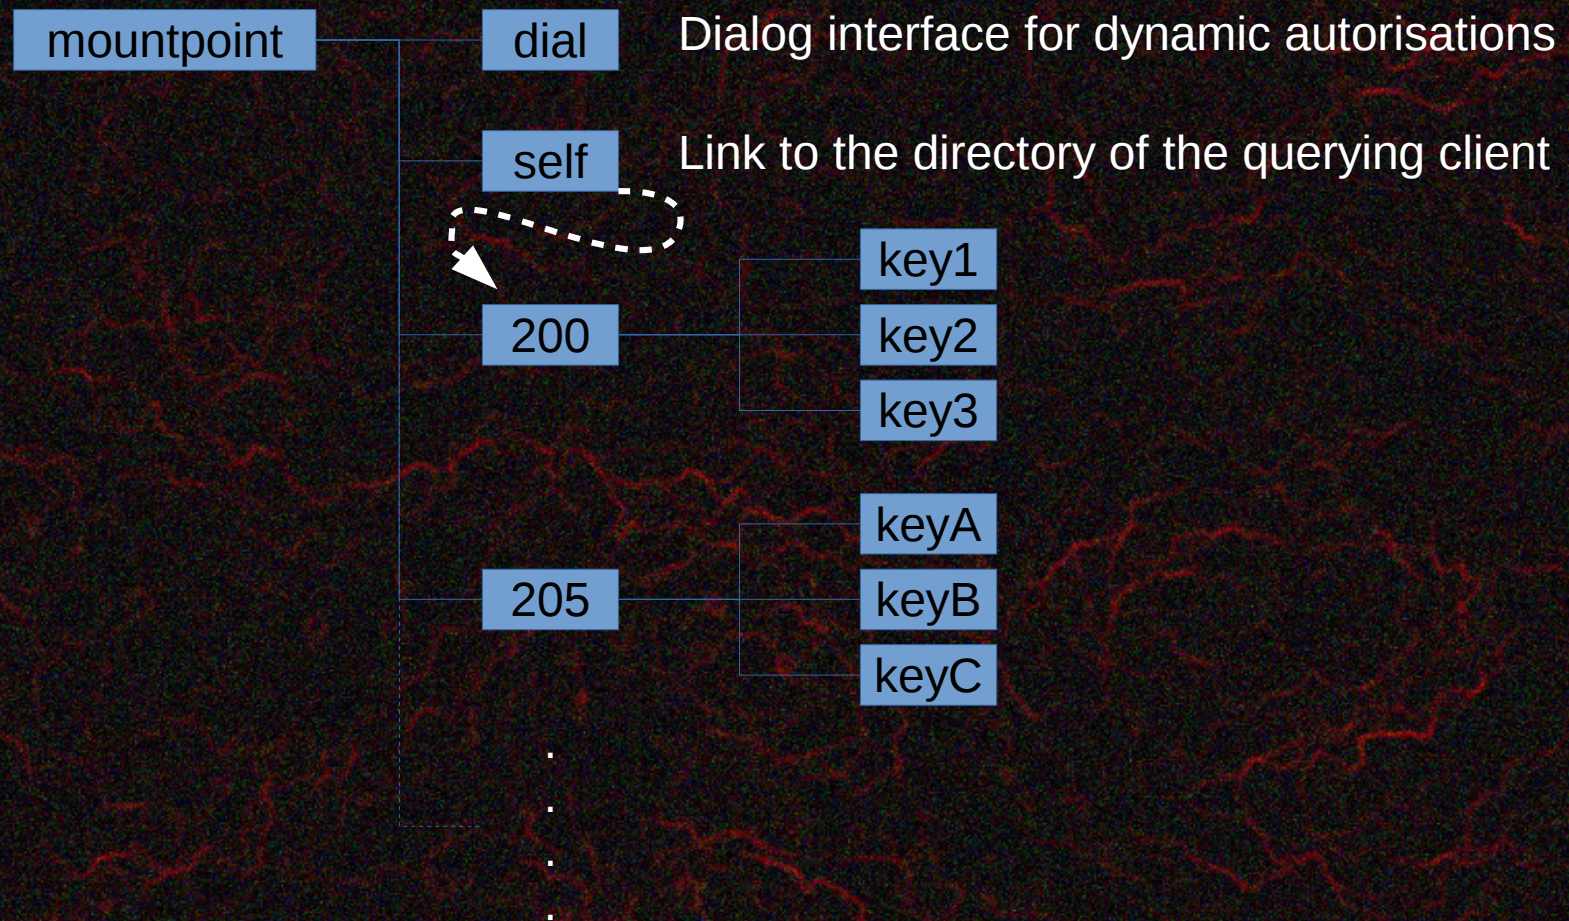 mountpoint
dial
Dialog interface for dynamic autorisations
self
Link to the directory of the querying client
key1
200
key2
key3
keyA
205
keyB
keyC
.
.
.
.